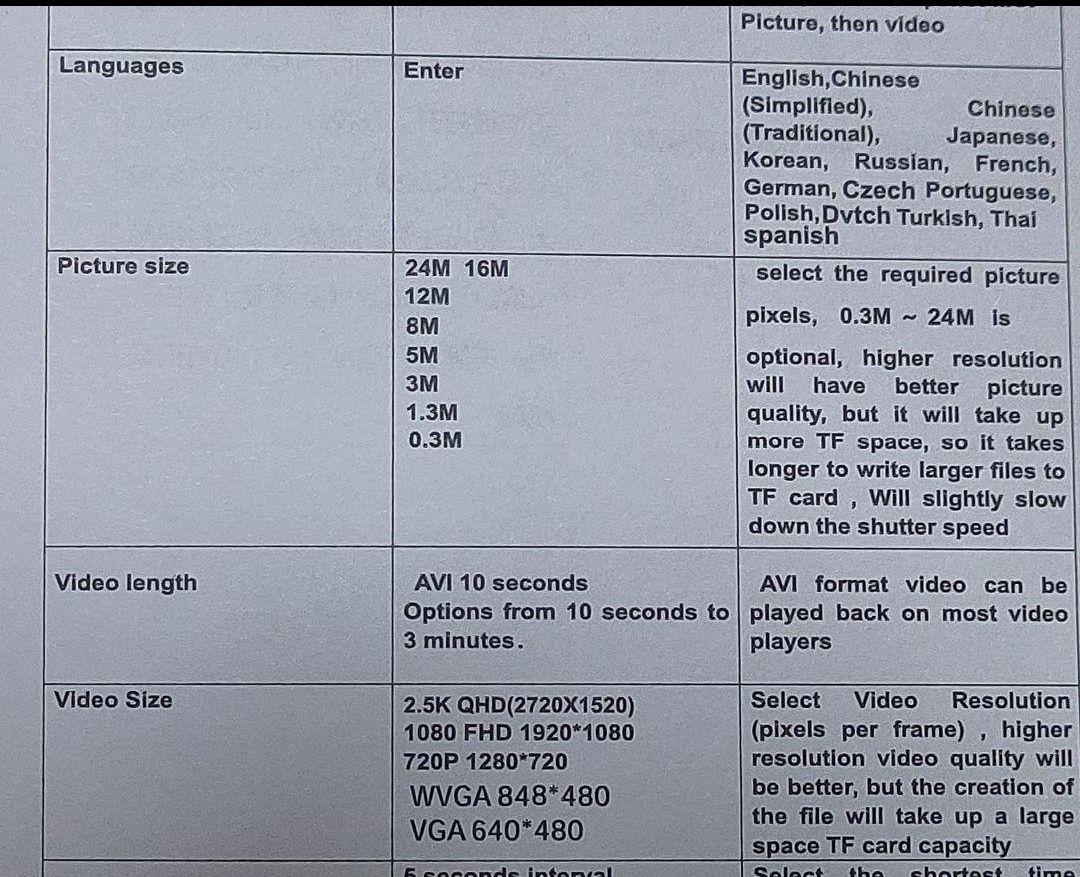 Picture, then video
Languages
Enter
English,Chinese
(Simplified), Chinese
(Traditional), Japanese,
Korean, Russian, French,
German, Czech Portuguese,
Polish,Dvtch Turkish, Thai
spanish
Picture size
24M 16M
12M
8M
5M
3M
1.3M
0.3M
select the required picture
pixels, 0.3M ~ 24M is
optional, higher resolution
will have better picture
quality, but it will take up
more TF space, so it takes
longer to write larger files to
TF card , Will slightly slow
down the shutter speed
Video length
AVI 10 seconds
Options from 10 seconds to
3 minutes.
AVI format video can be
played back on most video
players
Video Size
2.5K QHD(2720X1520)
1080 FHD 1920*1080
720P 1280*720
WVGA 848*480
VGA 640*480
Select Video Resolution
(pixels per frame) , higher
resolution video quality will
be better, but the creation of
the file will take up a large
space TF card capacity
5 seconds interval
Select the shortest time